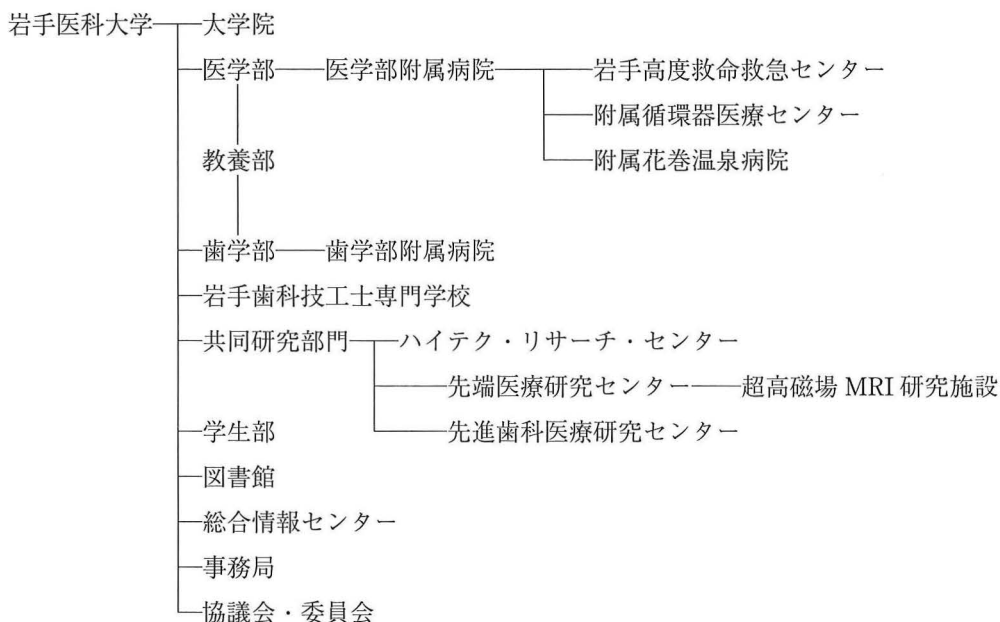 岩手医科大学 大学院
医学部 医学部附属病院 岩手高度救命救急センター
附属循環器医療センター
教養部 附属花巻温泉病院
歯学部 歯学部附属病院
岩手歯科技工士専門学校
共同研究部門 ハイテク・リサーチ・センター
先端医療研究センター 超高磁場 MRI 研究施設
学生部 先進歯科医療研究センター
図書館
総合情報センター
事務局
協議会・委員会